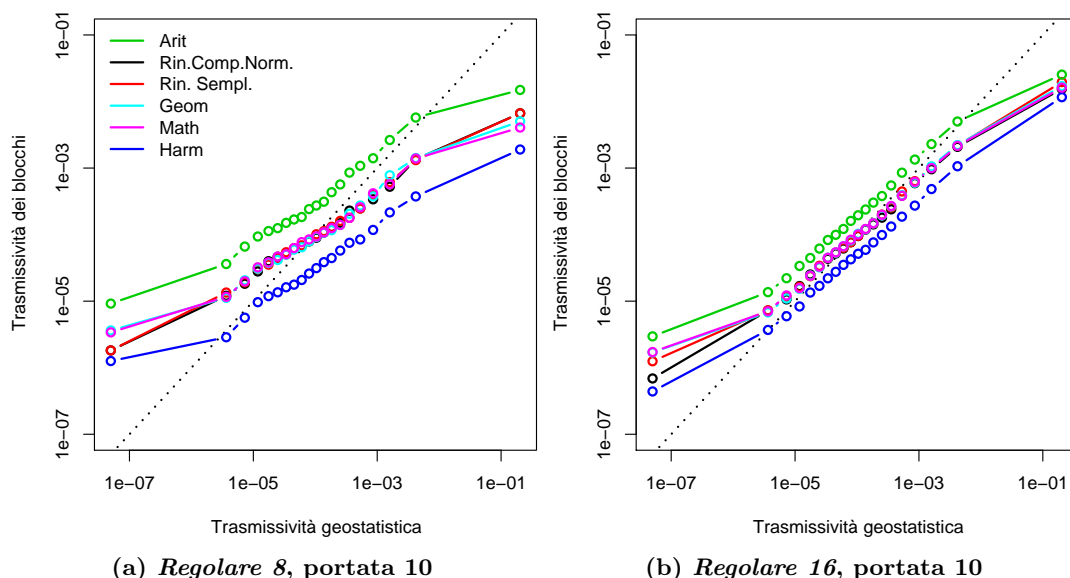 Arit
Rin.Comp.Norm.
Rin. Sempl.
Geom
Math
Harm
1e−01
1e−03
1e−05
1e−07
Trasmissività dei blocchi
1e−07
1e−05
1e−03
1e−01
Trasmissività geostatistica
(a) Regolare 8, portata 10
1e−01
1e−03
1e−05
1e−07
Trasmissività dei blocchi
1e−07
1e−05
1e−03
1e−01
Trasmissività geostatistica
(b) Regolare 16, portata 10